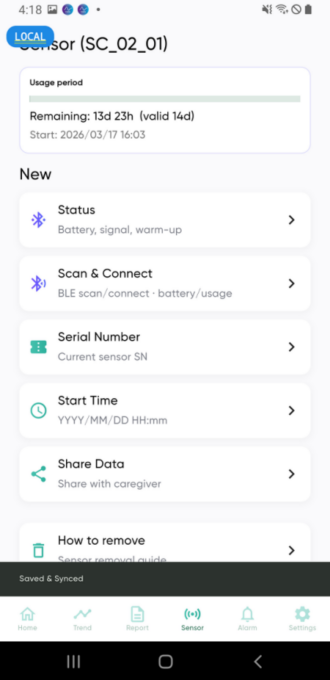 4:18
LOCAL
Sensor (SC_02_01)
Usage period
Remaining: 13d 23h (valid 14d)
Start: 2026/03/17 16:03
New
Status
Battery, signal, warm-up
Scan & Connect
BLE scan/connect · battery/usage
Serial Number
Current sensor SN
Start Time
YYYY/MM/DD HH:mm
Share Data
Share with caregiver
How to remove
Sensor removal guide
Saved & Synced
Home Trend Report Sensor Alarm Settings